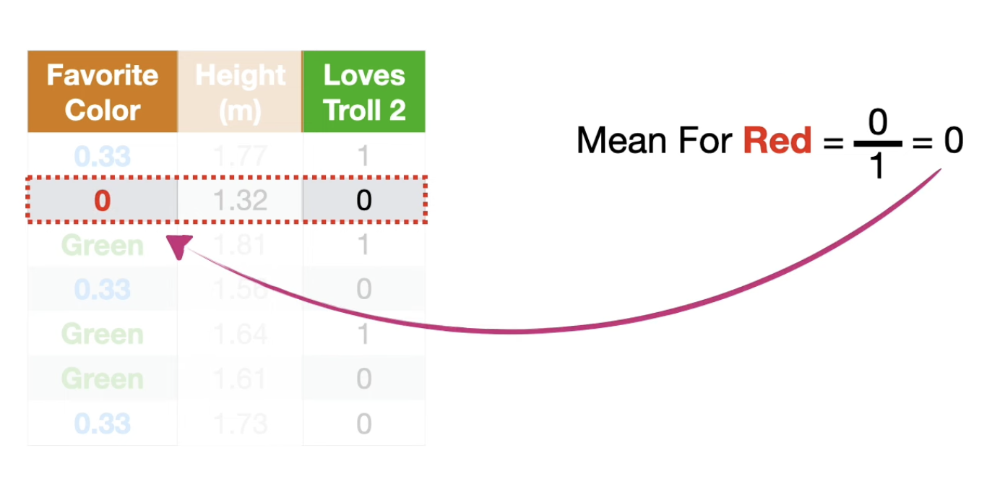 Favorite Color Height (m) Loves Troll 2
0.33 1.77 1
0 1.32 0
Green 1.81 1
0.33 1.56 0
Green 1.64 1
Green 1.61 0
0.33 1.73 0
Mean For Red = 0/1 = 0